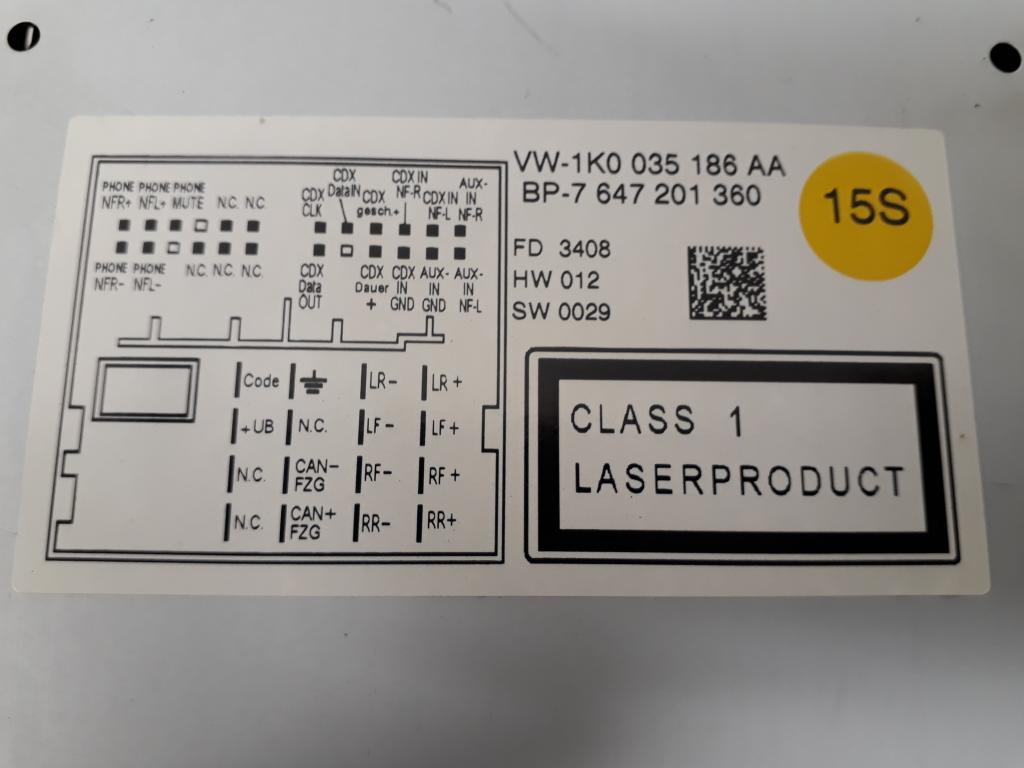 VW-1K0 035 186 AA
BP-7 647 201 360
15S
FD 3408
HW 012
SW 0029
PHONE NFR+
PHONE NFL+
PHONE MUTE
N.C.
N.C.
CDX CLK
CDX DataIN
CDX gesch.+
CDX IN NF-R
CDX IN NF-L
AUX-IN NF-R
PHONE NFR-
PHONE NFL-
N.C.
N.C.
N.C.
CDX Data OUT
CDX Dauer +
CDX IN GND
AUX-IN GND
AUX-IN NF-L
Code LR- LR+
+UB N.C. LF- LF+
N.C. CAN- FZG RF- RF+
N.C. CAN+ FZG RR- RR+
CLASS 1
LASERPRODUCT